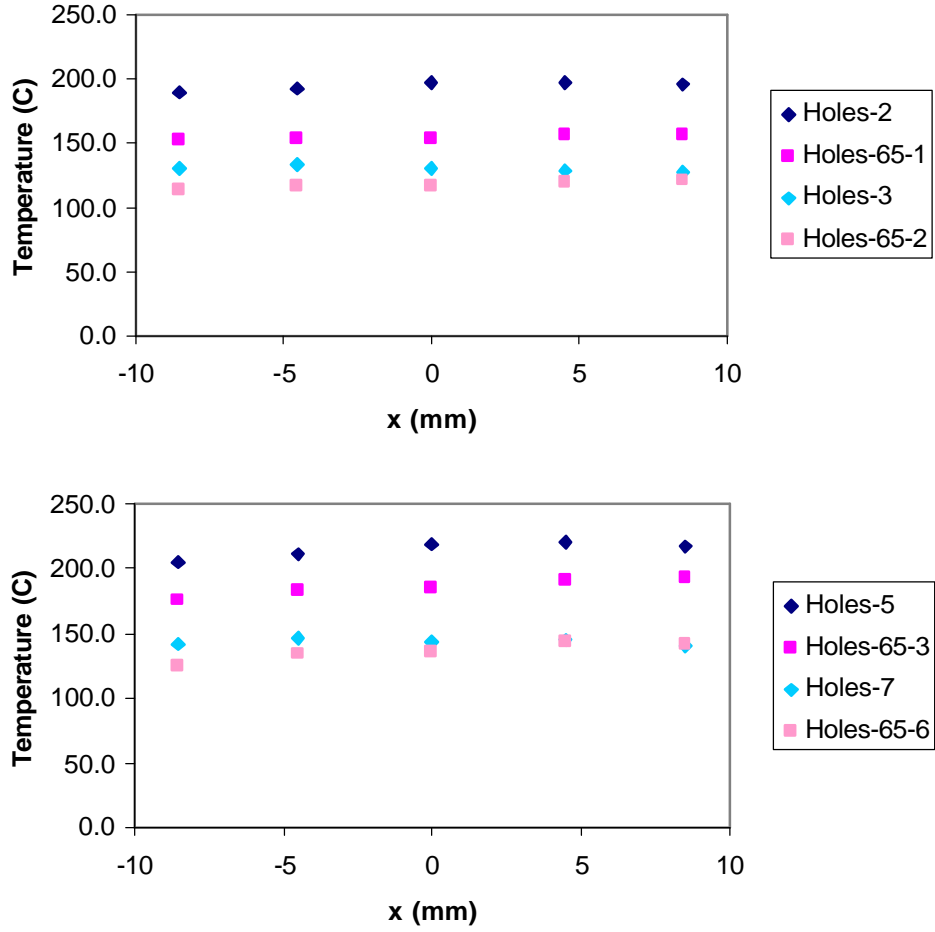 250.0
200.0
150.0
100.0
50.0
0.0
Temperature (C)
-10
-5
0
5
10
x (mm)
Holes-2
Holes-65-1
Holes-3
Holes-65-2
250.0
200.0
150.0
100.0
50.0
0.0
Temperature (C)
-10
-5
0
5
10
x (mm)
Holes-5
Holes-65-3
Holes-7
Holes-65-6